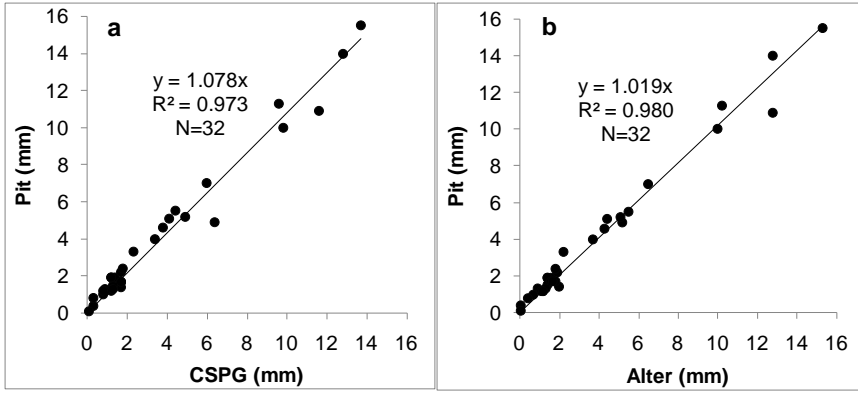 a
y = 1.078x
R² = 0.973
N=32
Pit (mm)
16
14
12
10
8
6
4
2
0
0 2 4 6 8 10 12 14 16
CSPG (mm)
b
y = 1.019x
R² = 0.980
N=32
Pit (mm)
16
14
12
10
8
6
4
2
0
0 2 4 6 8 10 12 14 16
Alter (mm)